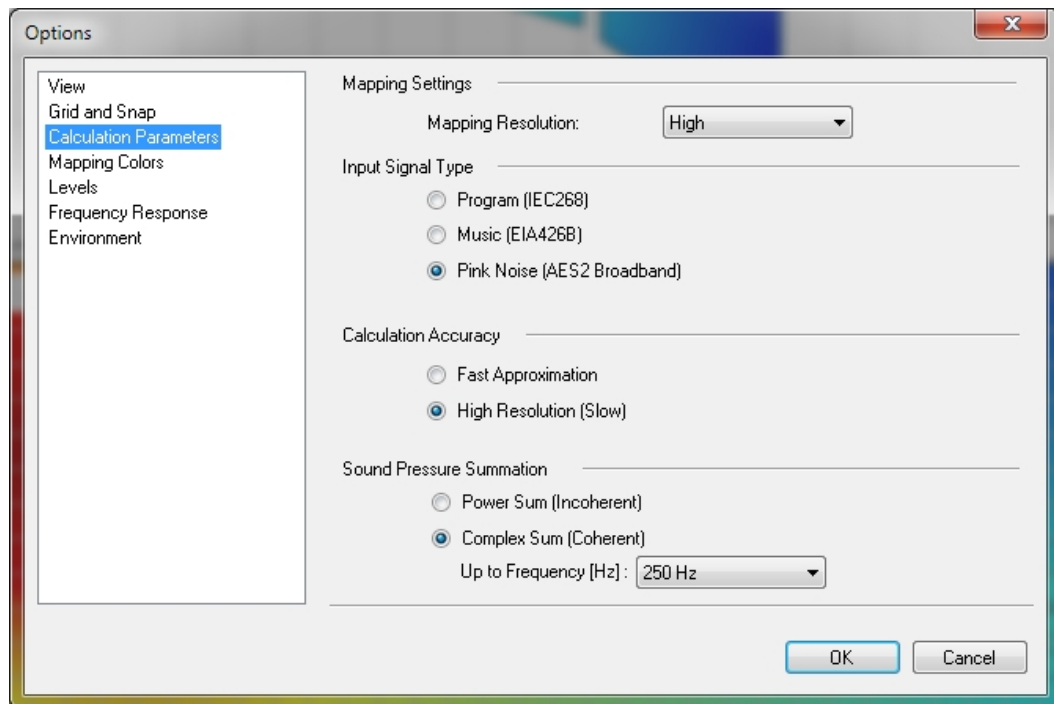 Options
View
Grid and Snap
Calculation Parameters
Mapping Colors
Levels
Frequency Response
Environment
Mapping Settings
Mapping Resolution: High
Input Signal Type
Program (IEC268)
Music (EIA426B)
Pink Noise (AES2 Broadband)
Calculation Accuracy
Fast Approximation
High Resolution (Slow)
Sound Pressure Summation
Power Sum (Incoherent)
Complex Sum (Coherent)
Up to Frequency [Hz] : 250 Hz
OK Cancel